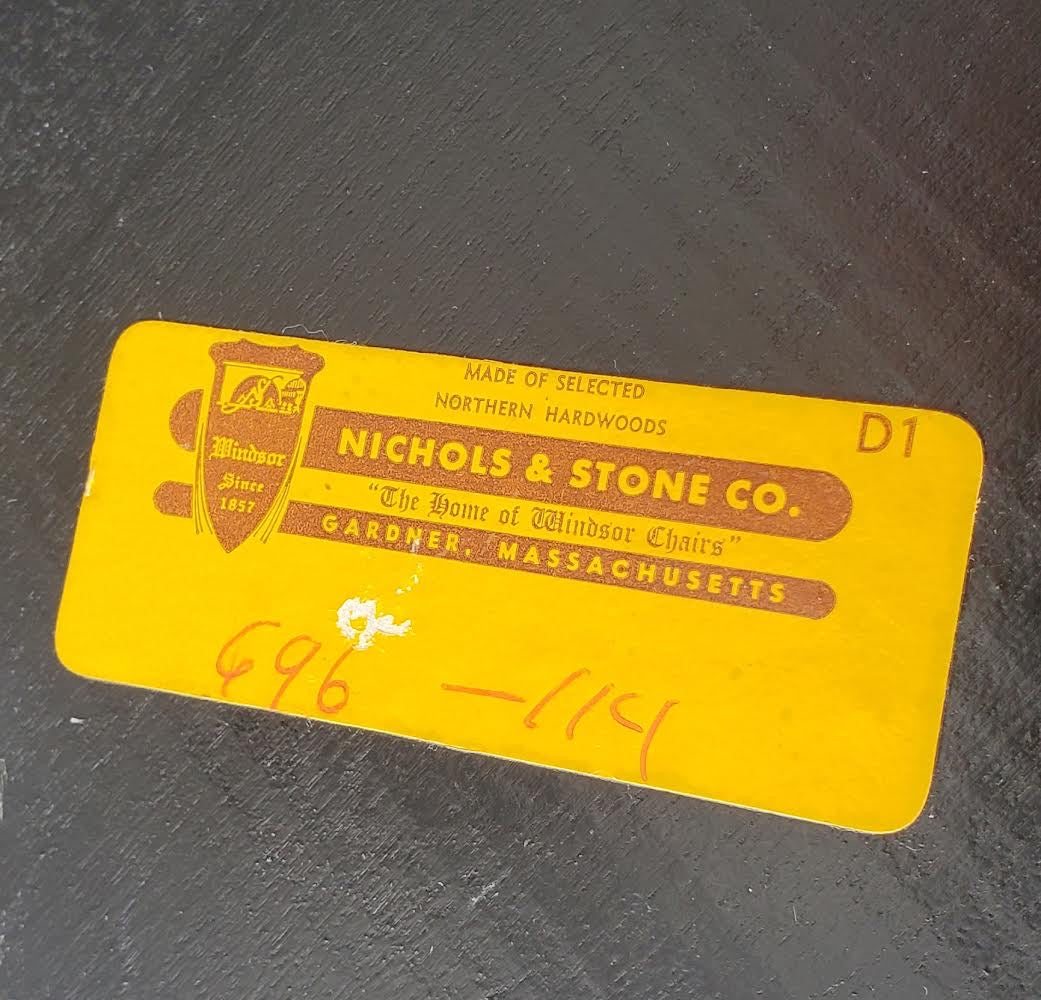 MADE OF SELECTED
NORTHERN HARDWOODS
D1
NICHOLS & STONE CO.
"The Home of Windsor Chairs"
GARDNER, MASSACHUSETTS
Windsor
Since
1857
696 -114